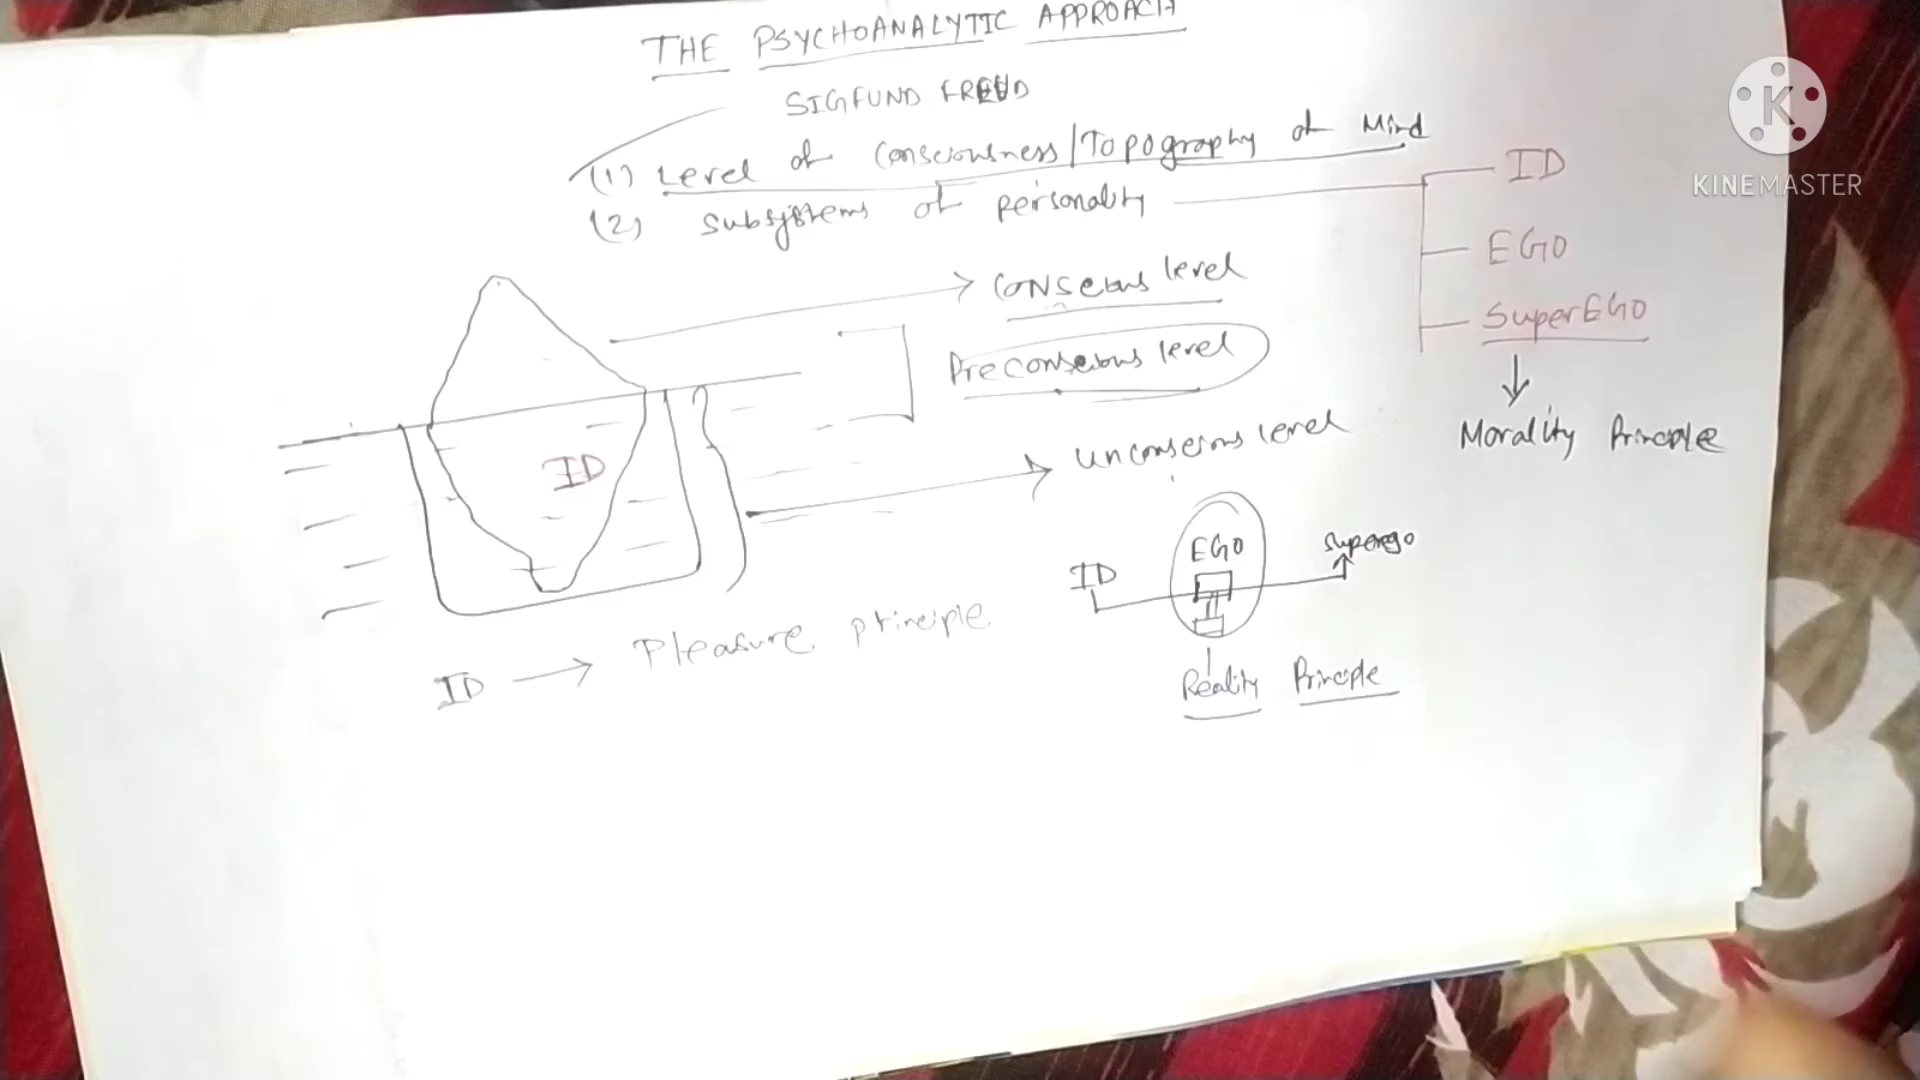 THE PSYCHOANALYTIC APPROACH
SIGFUND FREUD
(1) Level of Consciousness/Topography of Mind
(2) subsystems of personality
ID
EGO
SuperEGO
Morality Principle
Conscious level
Preconscious level
unconscious level
ID
ID
EGO
Superego
Reality Principle
ID → Pleasure principle
K
KINEMASTER